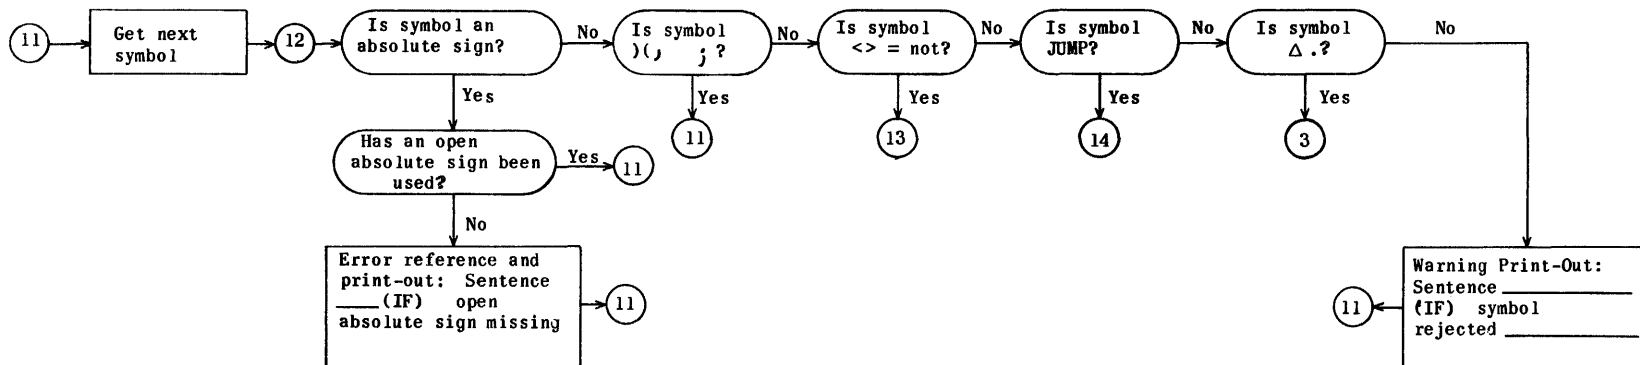 11
Get next
symbol
12
Is symbol an
absolute sign?
No
Is symbol
)(, ;?
No
Is symbol
<> = not?
No
Is symbol
JUMP?
No
Is symbol
Δ .?
No
Yes
Yes
11
Yes
13
Yes
14
Yes
3
Has an open
absolute sign been
used?
Yes
11
No
Error reference and
print-out: Sentence
____(IF) open
absolute sign missing
11
11
Warning Print-Out:
Sentence ____________
(IF) symbol
rejected ____________